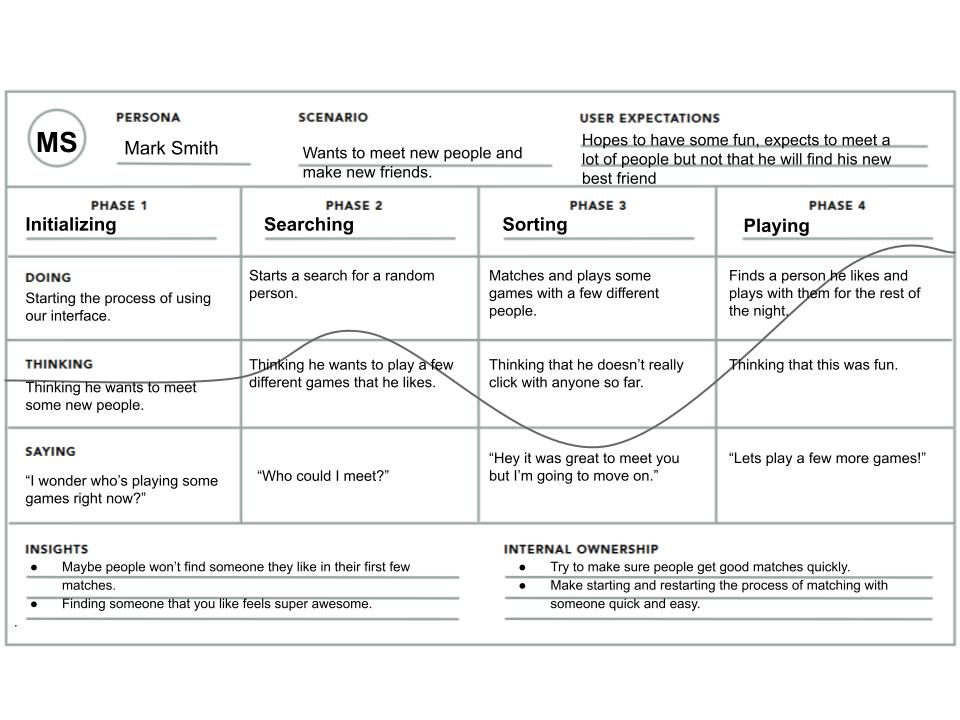 MS
PERSONA
Mark Smith
SCENARIO
Wants to meet new people and
make new friends.
USER EXPECTATIONS
Hopes to have some fun, expects to meet a
lot of people but not that he will find his new
best friend
PHASE 1
Initializing
PHASE 2
Searching
PHASE 3
Sorting
PHASE 4
Playing
DOING
Starting the process of using
our interface.
Starts a search for a random
person.
Matches and plays some
games with a few different
people.
Finds a person he likes and
plays with them for the rest of
the night.
THINKING
Thinking he wants to meet
some new people.
Thinking he wants to play a few
different games that he likes.
Thinking that he doesn’t really
click with anyone so far.
Thinking that this was fun.
SAYING
“I wonder who’s playing some
games right now?”
“Who could I meet?”
“Hey it was great to meet you
but I’m going to move on.”
“Lets play a few more games!”
INSIGHTS
● Maybe people won’t find someone they like in their first few
matches.
● Finding someone that you like feels super awesome.
.
INTERNAL OWNERSHIP
● Try to make sure people get good matches quickly.
● Make starting and restarting the process of matching with
someone quick and easy.